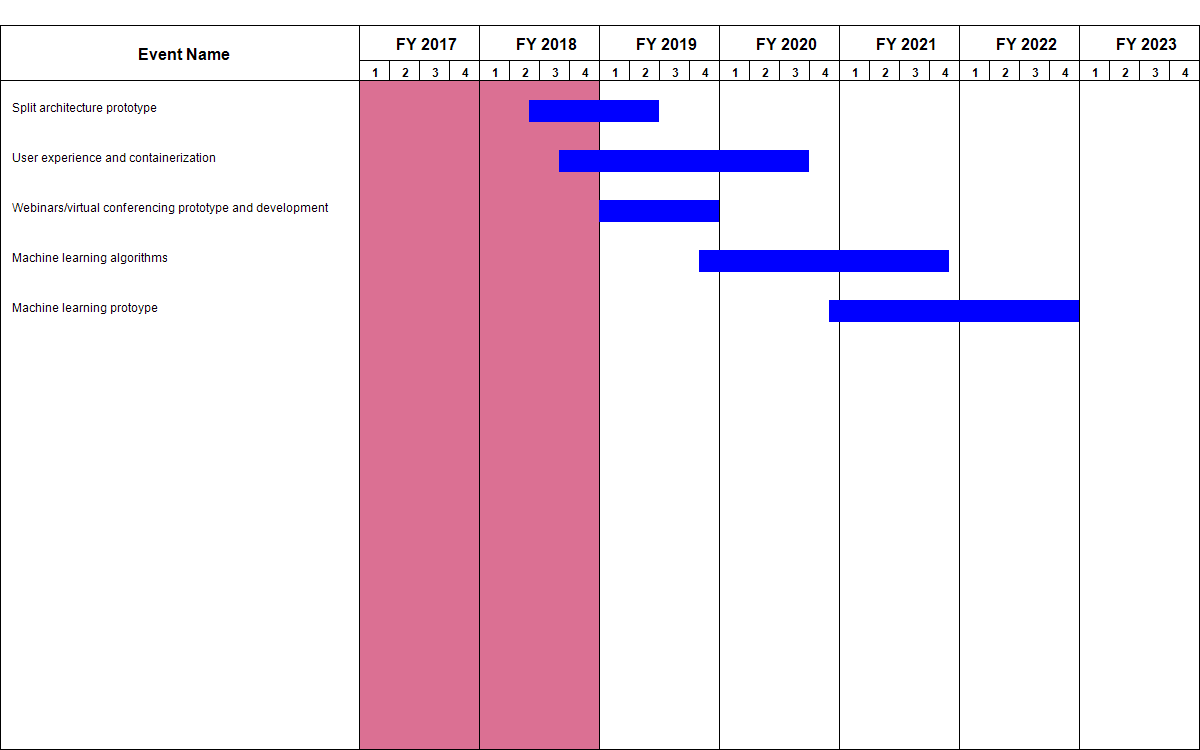 Event Name
FY 2017 FY 2018 FY 2019 FY 2020 FY 2021 FY 2022 FY 2023
1 2 3 4 1 2 3 4 1 2 3 4 1 2 3 4 1 2 3 4 1 2 3 4 1 2 3 4
Split architecture prototype
User experience and containerization
Webinars/virtual conferencing prototype and development
Machine learning algorithms
Machine learning protoype